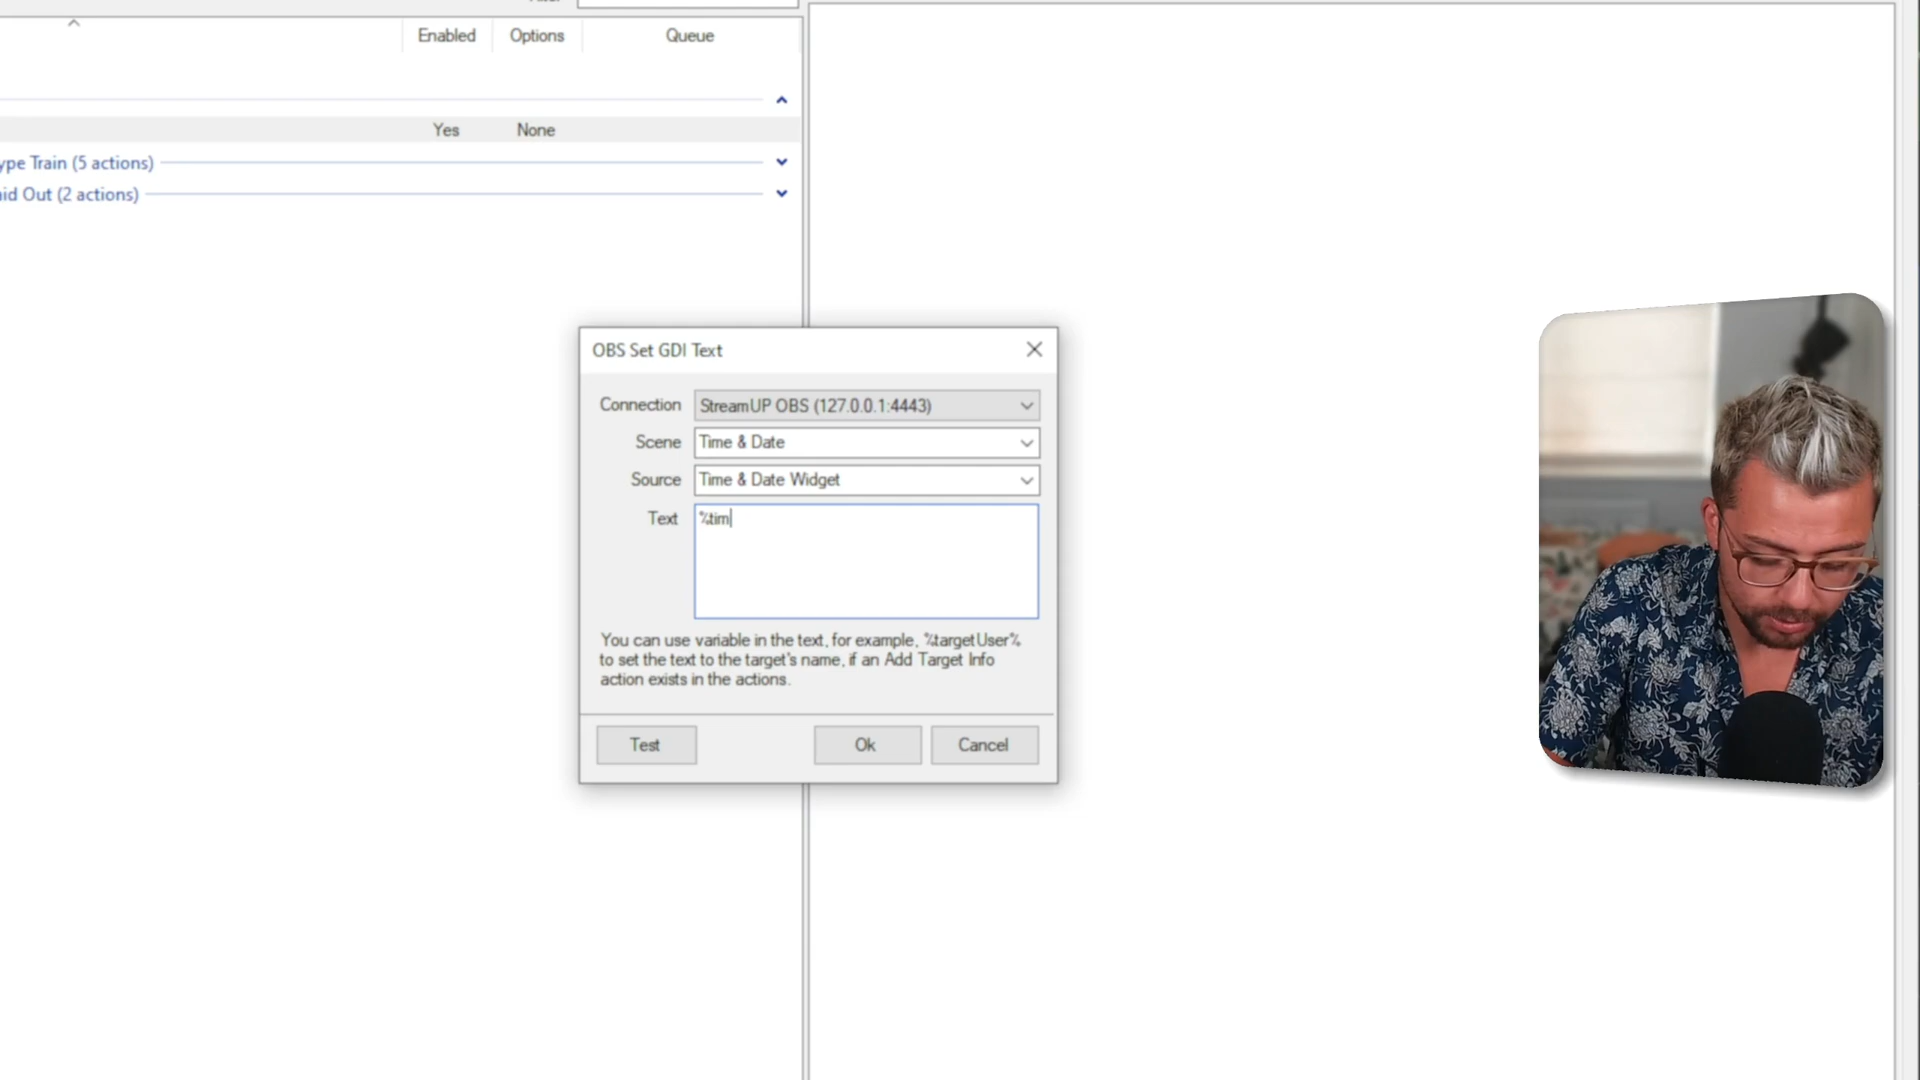 Enabled Options Queue
Yes None
ype Train (5 actions)
aid Out (2 actions)
OBS Set GDI Text
Connection StreamUP OBS (127.0.0.1:4443)
Scene Time & Date
Source Time & Date Widget
Text %tim
You can use variable in the text, for example, %targetUser%
to set the text to the target's name, if an Add Target Info
action exists in the actions.
Test Ok Cancel